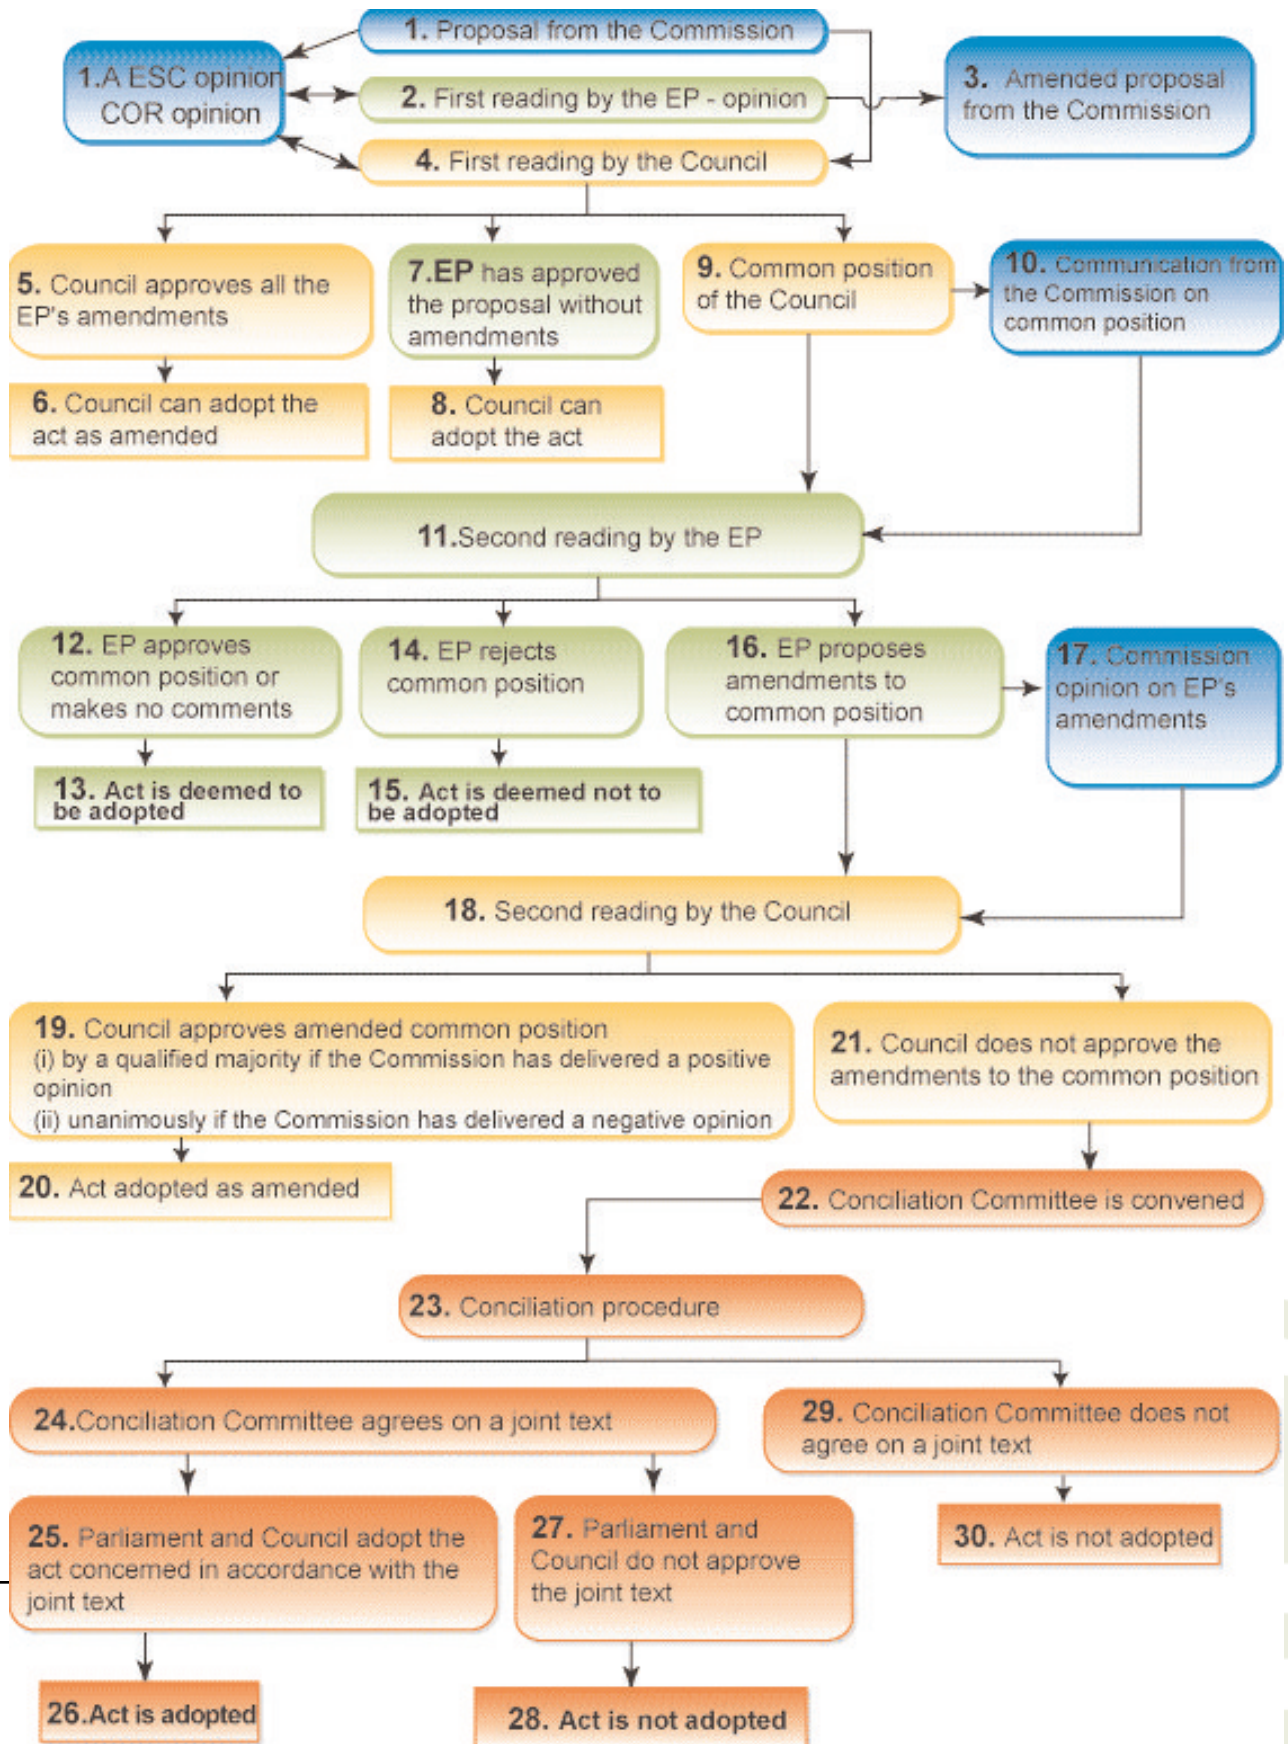 1. Proposal from the Commission
1.A ESC opinion
COR opinion
2. First reading by the EP - opinion
3. Amended proposal
from the Commission
4. First reading by the Council
5. Council approves all the
EP's amendments
7.EP has approved
the proposal without
amendments
9. Common position
of the Council
10. Communication from
the Commission on
common position
6. Council can adopt the
act as amended
8. Council can
adopt the act
11.Second reading by the EP
12. EP approves
common position or
makes no comments
14. EP rejects
common position
16. EP proposes
amendments to
common position
17. Commission
opinion on EP's
amendments
13. Act is deemed to
be adopted
15. Act is deemed not to
be adopted
18. Second reading by the Council
19. Council approves amended common position
(i) by a qualified majority if the Commission has delivered a positive
opinion
(ii) unanimously if the Commission has delivered a negative opinion
21. Council does not approve the
amendments to the common position
20. Act adopted as amended
22. Conciliation Committee is convened
23. Conciliation procedure
24.Conciliation Committee agrees on a joint text
29. Conciliation Committee does not
agree on a joint text
25. Parliament and Council adopt the
act concerned in accordance with the
joint text
27. Parliament and
Council do not approve
the joint text
30. Act is not adopted
26.Act is adopted
28. Act is not adopted